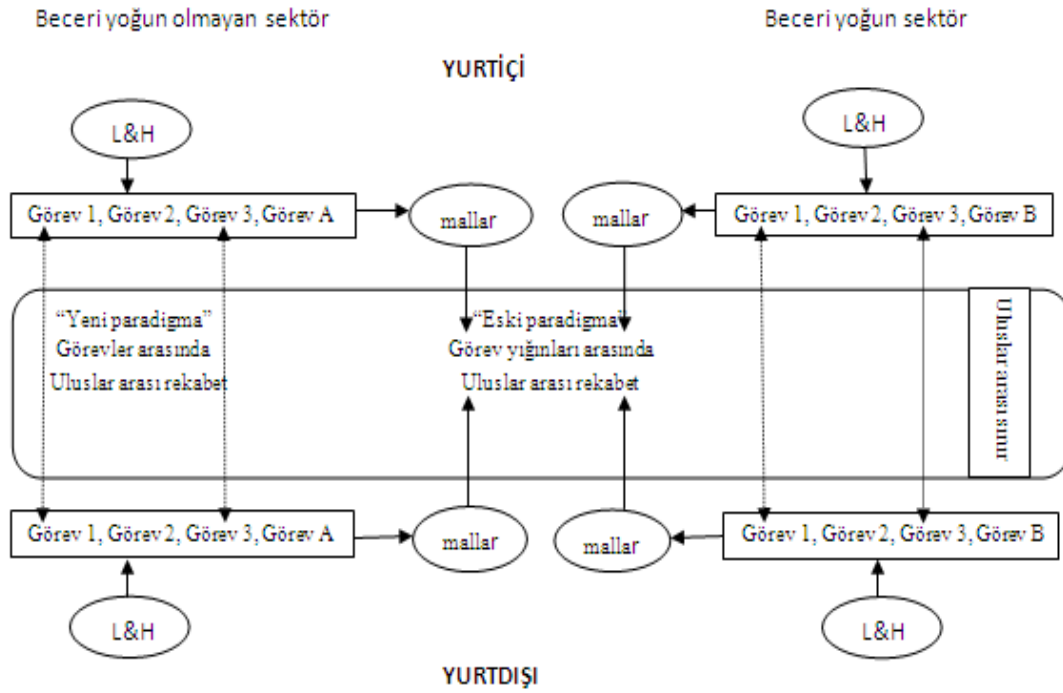 Beceri yoğun olmayan sektör
Beceri yoğun sektör
YURTİÇİ
L&H
L&H
Görev 1, Görev 2, Görev 3, Görev A
mallar
mallar
Görev 1, Görev 2, Görev 3, Görev B
“Yeni paradigma”
Görevler arasında
Uluslar arası rekabet
“Eski paradigma”
Görev yığınları arasında
Uluslar arası rekabet
Uluslar arası sınır
Görev 1, Görev 2, Görev 3, Görev A
mallar
mallar
Görev 1, Görev 2, Görev 3, Görev B
L&H
L&H
YURTDIŞI